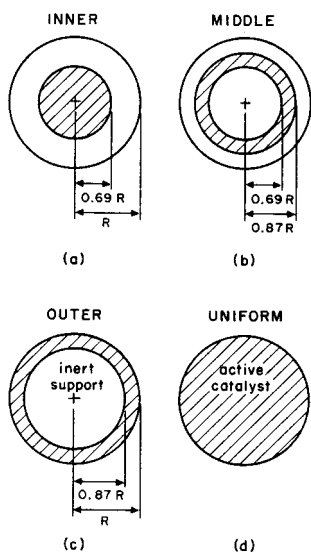 INNER
0.69 R
R
(a)
MIDDLE
0.69 R
0.87 R
(b)
OUTER
inert
support
0.87 R
R
(c)
UNIFORM
active
catalyst
(d)